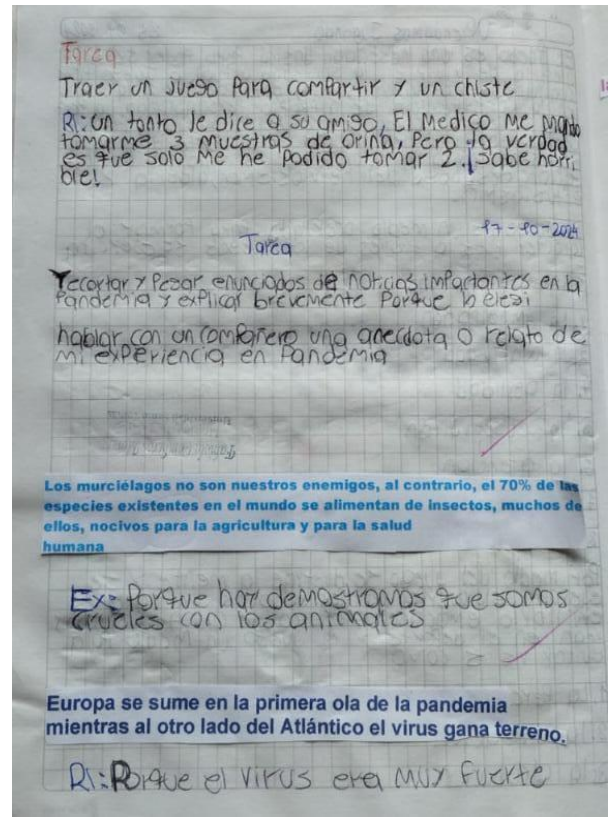 Tarea
Traer un juego para compartir y un chiste
R: un tonto le dice a su amigo, El Medico me mando
tomarme 3 muestras de orina, Pero la verdad
es que solo me he podido tomar 2. ¡Sabe horri
ble!
17-10-2024
Tarea
recortar y Pegar enunciados de noticias impactantes en la
Pandemia y explicar brevemente Porque lo elegi
hablar con un compañero una anecdota o relato de
mi experiencia en Pandemia
Los murciélagos no son nuestros enemigos, al contrario, el 70% de las
especies existentes en el mundo se alimentan de insectos, muchos de
ellos, nocivos para la agricultura y para la salud
humana
Ex: Porque hay demostramos que somos
crueles con los animales
Europa se sume en la primera ola de la pandemia
mientras al otro lado del Atlántico el virus gana terreno.
R: Porque el virus era muy fuerte